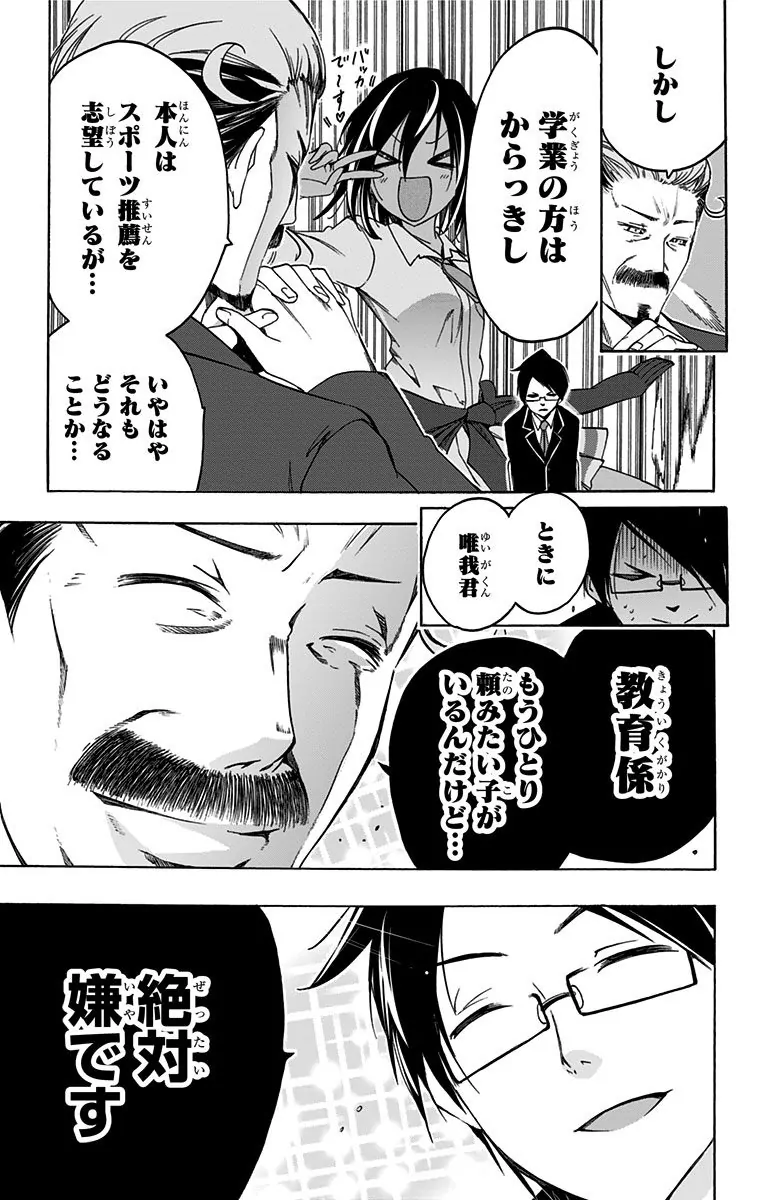 しかし
学業の方は
からっきし
バッカ
で〜す♡
本人は
スポーツ推薦を
志望しているが…
いやはや
それも
どうなる
ことか…
ときに
唯我君
教育係
もうひとり
頼みたい子が
いるんだけど…
絶対
嫌です